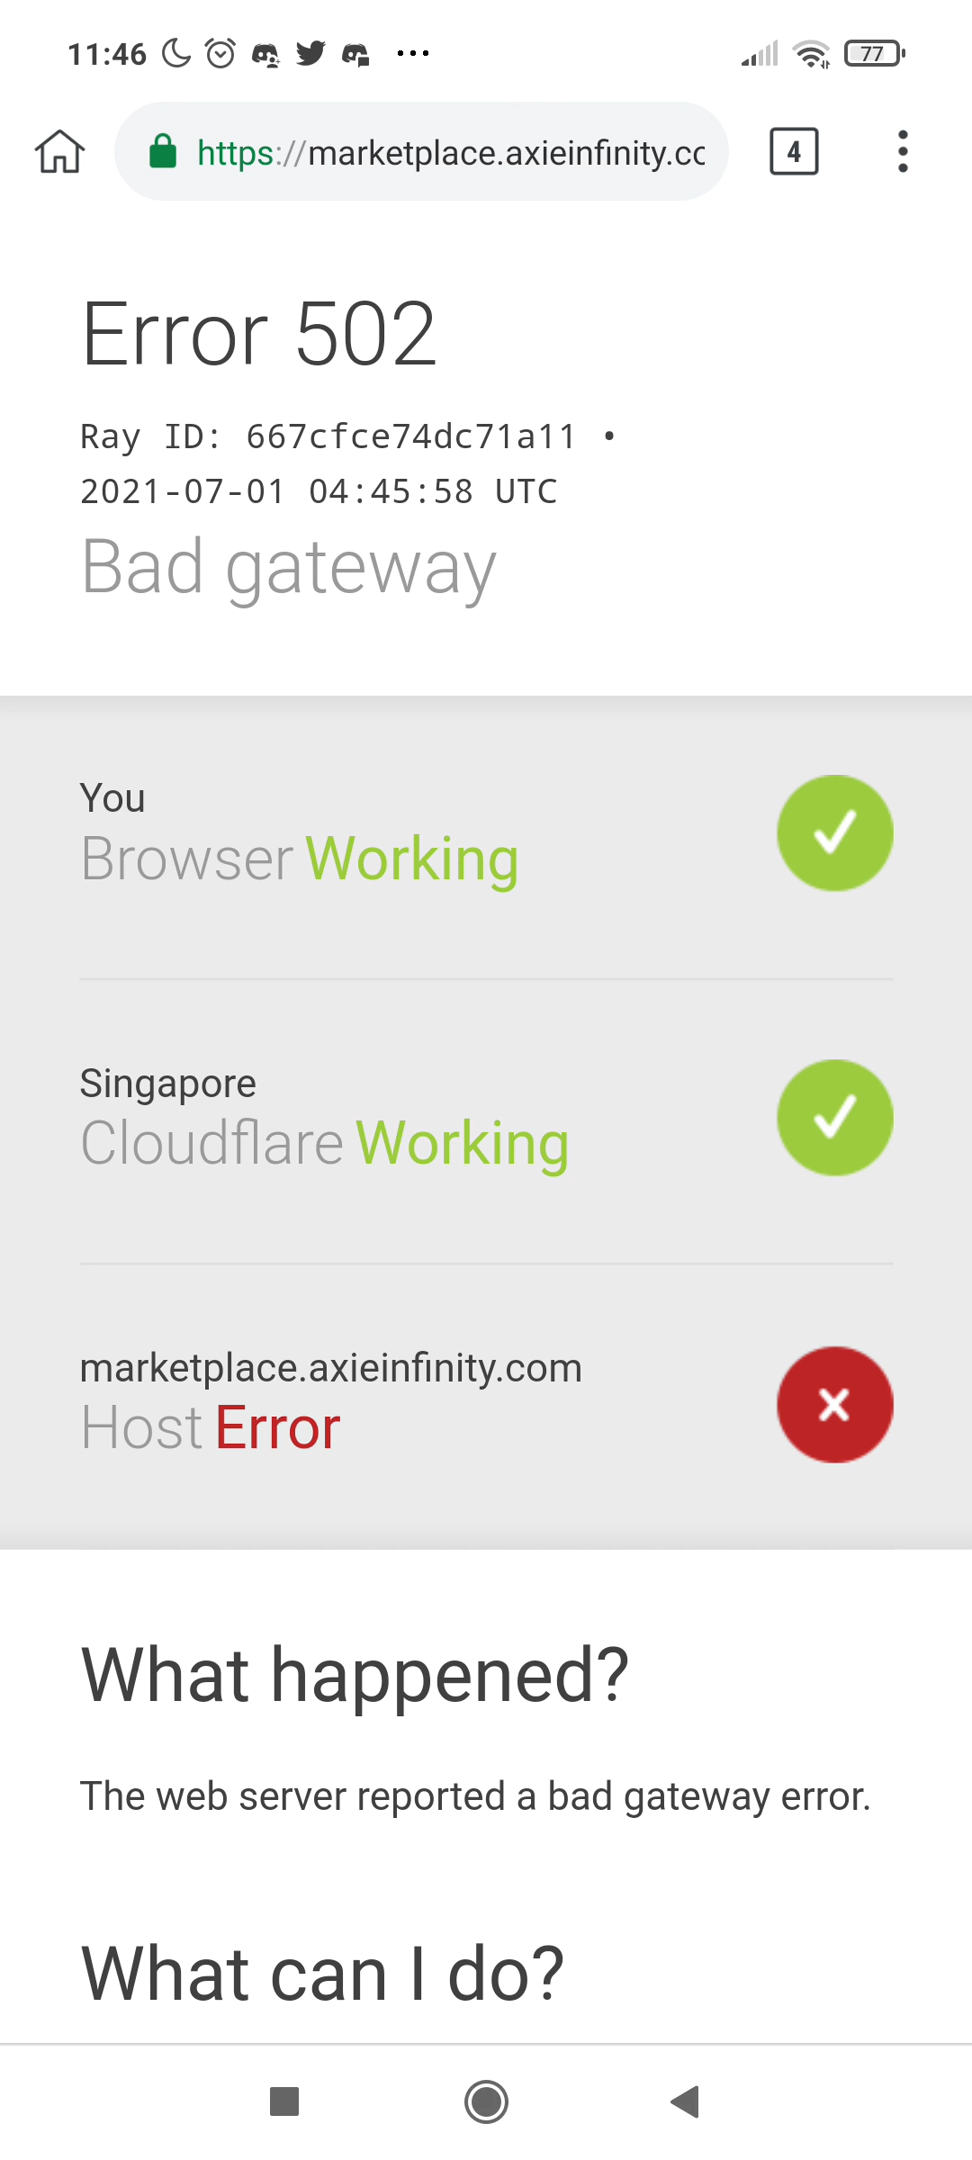 11:46
77
https://marketplace.axieinfinity.cc
4
Error 502
Ray ID: 667cfce74dc71a11 •
2021-07-01 04:45:58 UTC
Bad gateway
You
Browser Working
Singapore
Cloudflare Working
marketplace.axieinfinity.com
Host Error
What happened?
The web server reported a bad gateway error.
What can I do?